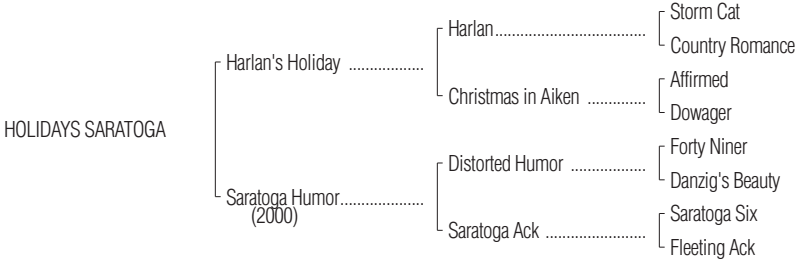 Storm Cat
Harlan..................................
Country Romance
Harlan's Holiday ..................
Affirmed
Christmas in Aiken ..............
Dowager
HOLIDAYS SARATOGA
Forty Niner
Distorted Humor ..................
Danzig's Beauty
Saratoga Humor....................
(2000)
Saratoga Six
Saratoga Ack ........................
Fleeting Ack